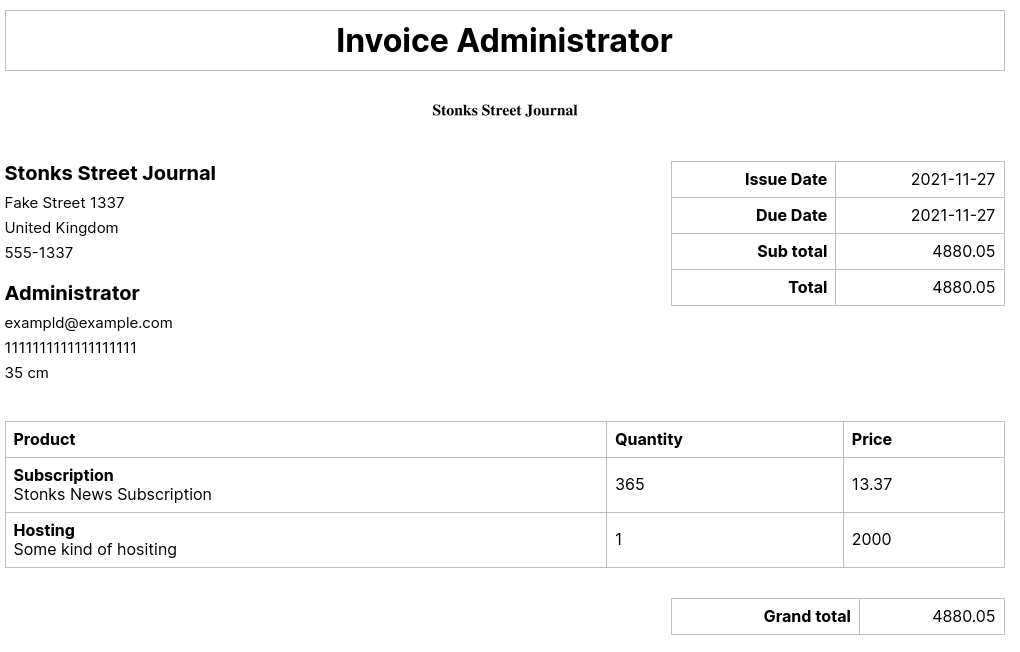 Invoice Administrator
Stonks Street Journal
Stonks Street Journal
Fake Street 1337
United Kingdom
555-1337
Issue Date 2021-11-27
Due Date 2021-11-27
Sub total 4880.05
Total 4880.05
Administrator
exampld@example.com
1111111111111111111
35 cm
Product Quantity Price
Subscription
Stonks News Subscription 365 13.37
Hosting
Some kind of hositing 1 2000
Grand total 4880.05